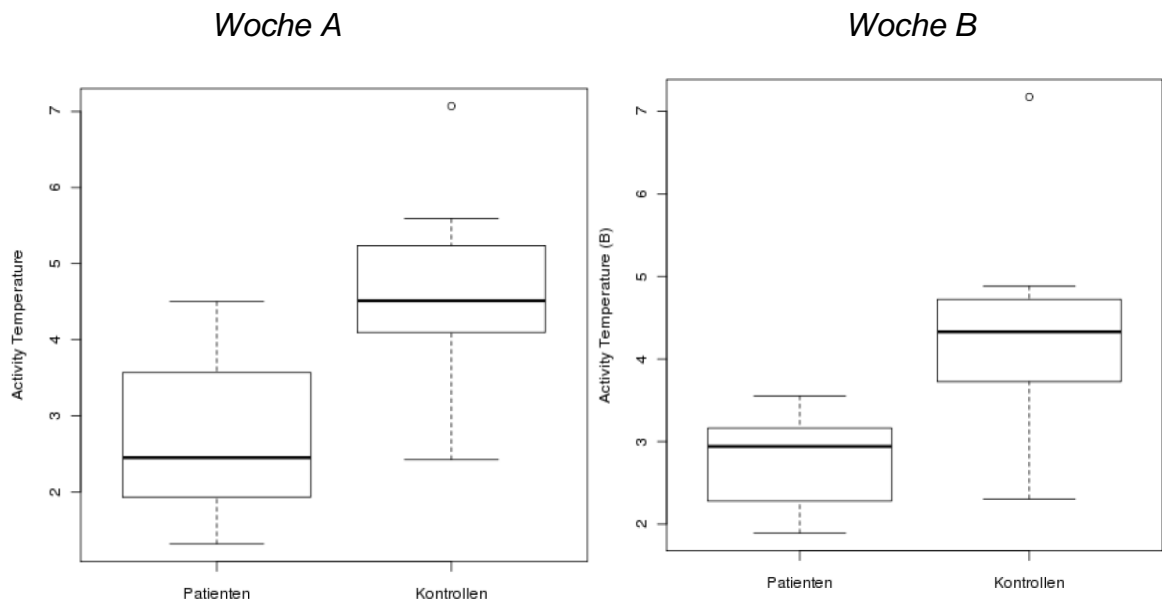 Woche A
Woche B
Activity Temperature
7
6
5
4
3
2
Patienten
Kontrollen
Activity Temperature (B)
7
6
5
4
3
2
Patienten
Kontrollen